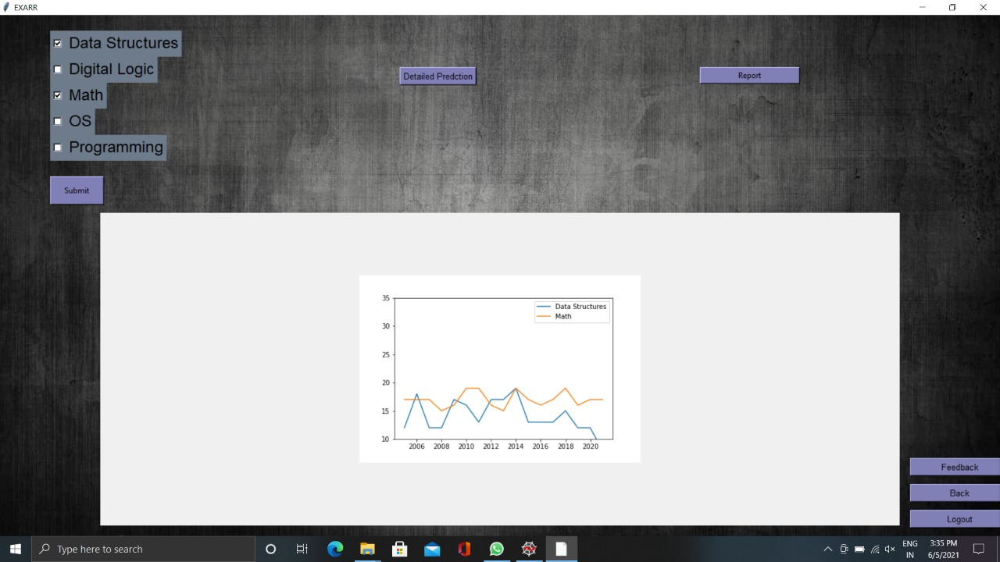 EXARR
Data Structures
Digital Logic
Math
OS
Programming
Detailed Predction
Report
Submit
35
30
25
20
15
10
Data Structures
Math
2006 2008 2010 2012 2014 2016 2018 2020
Feedback
Back
Logout
Type here to search
ENG
IN
3:35 PM
6/5/2021